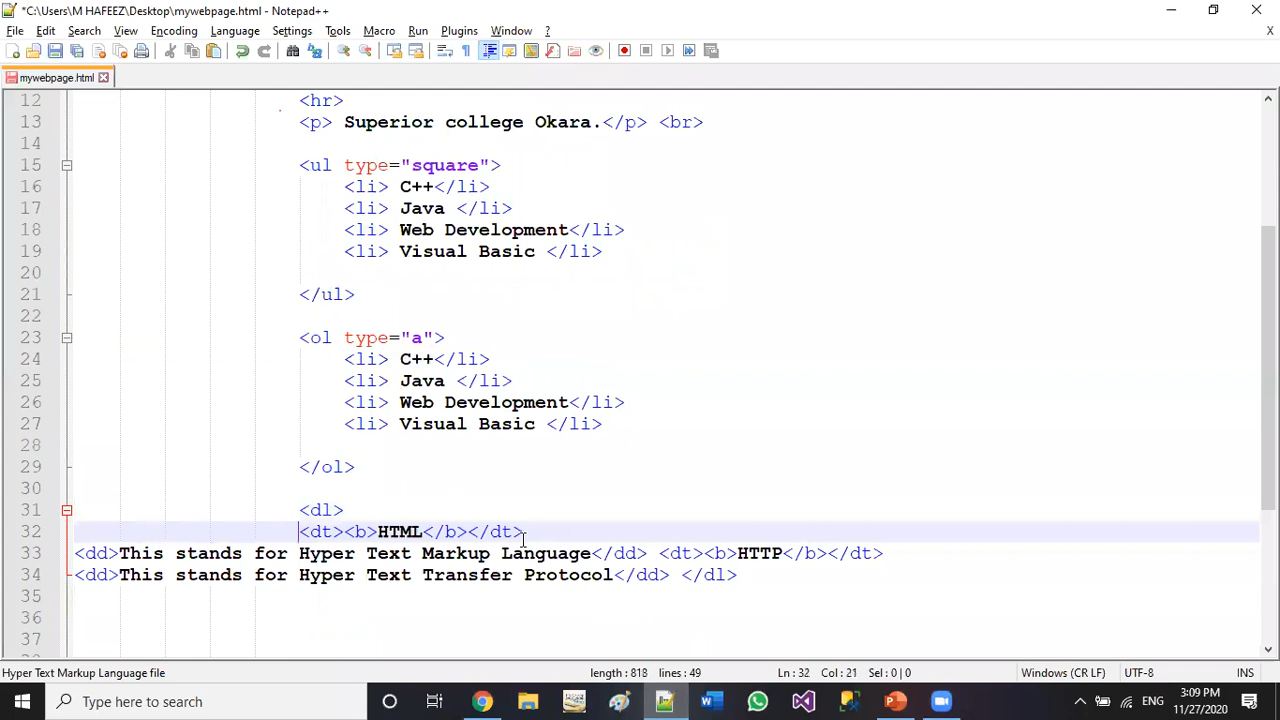 *C:\Users\M HAFEEZ\Desktop\mywebpage.html - Notepad++
File Edit Search View Encoding Language Settings Tools Macro Run Plugins Window ? X
mywebpage.html
12 <hr>
13 <p> Superior college Okara.</p> <br>
14
15 <ul type="square">
16 <li> C++</li>
17 <li> Java </li>
18 <li> Web Development</li>
19 <li> Visual Basic </li>
20
21 </ul>
22
23 <ol type="a">
24 <li> C++</li>
25 <li> Java </li>
26 <li> Web Development</li>
27 <li> Visual Basic </li>
28
29 </ol>
30
31 <dl>
32 <dt><b>HTML</b></dt>
33 <dd>This stands for Hyper Text Markup Language</dd> <dt><b>HTTP</b></dt>
34 <dd>This stands for Hyper Text Transfer Protocol</dd> </dl>
35
36
37
Hyper Text Markup Language file length : 818 lines : 49 Ln : 32 Col : 21 Sel : 0 | 0 Windows (CR LF) UTF-8 INS
Type here to search ENG 3:09 PM
11/27/2020